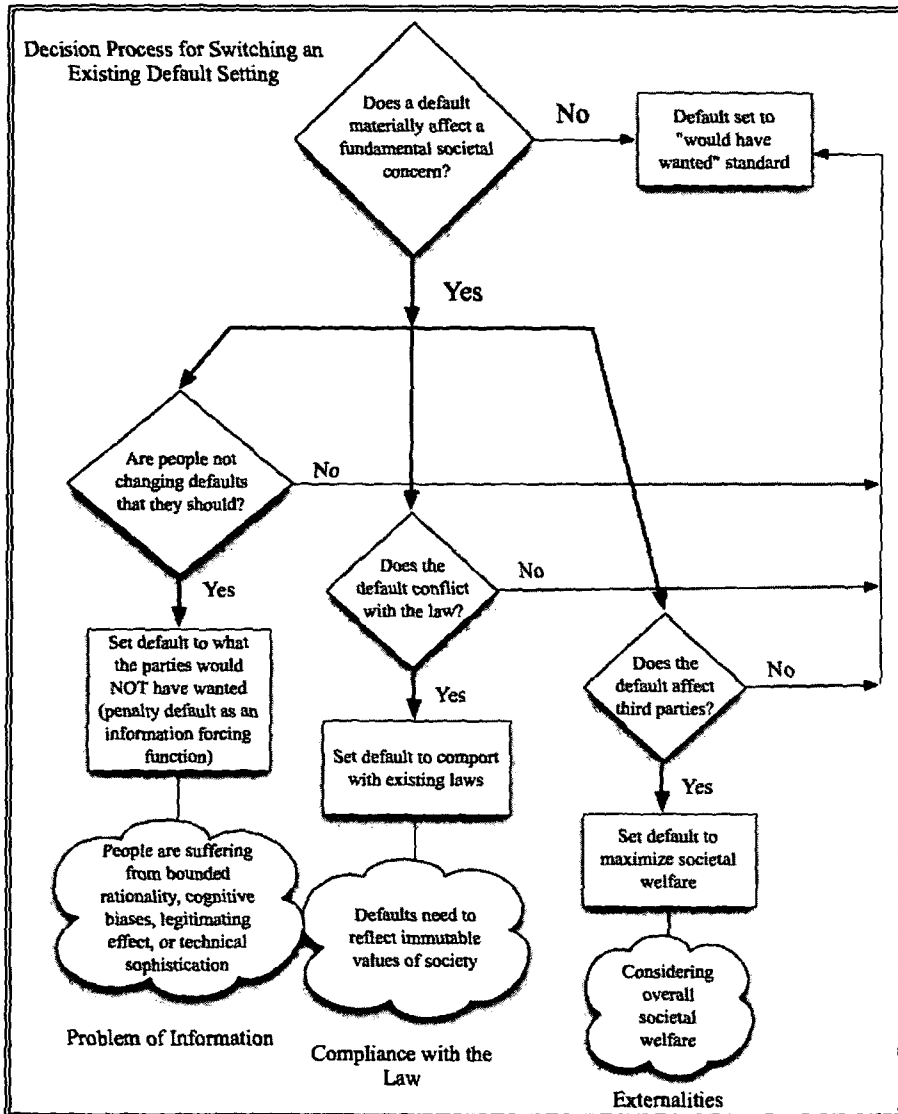 Decision Process for Switching an
Existing Default Setting
Does a default
materially affect a
fundamental societal
concern?
No
Default set to
"would have
wanted" standard
Yes
Are people not
changing defaults
that they should?
No
Yes
Set default to what
the parties would
NOT have wanted
(penalty default as an
information forcing
function)
People are suffering
from bounded
rationality, cognitive
biases, legitimating
effect, or technical
sophistication
Problem of Information
Does the
default conflict
with the law?
No
Yes
Set default to comport
with existing laws
Defaults need to
reflect immutable
values of society
Compliance with the
Law
Does the
default affect
third parties?
No
Yes
Set default to
maximize societal
welfare
Considering
overall
societal
welfare
Externalities